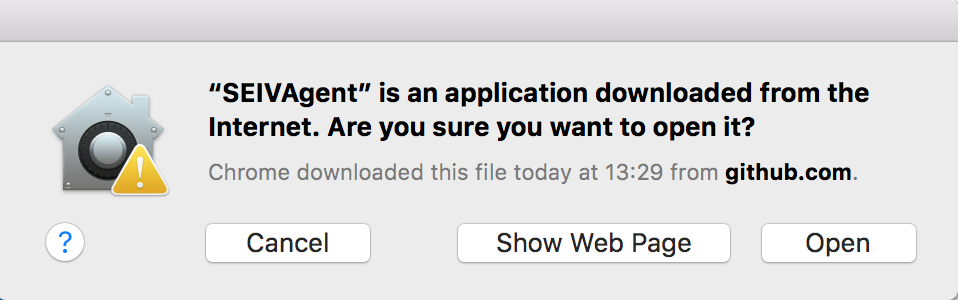 “SEIVAgent” is an application downloaded from the
Internet. Are you sure you want to open it?
Chrome downloaded this file today at 13:29 from github.com.
?
Cancel
Show Web Page
Open